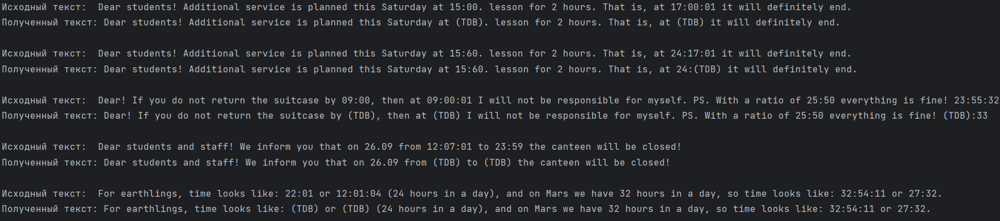 Исходный текст:  Dear students! Additional service is planned this Saturday at 15:00. lesson for 2 hours. That is, at 17:00:01 it will definitely end.
Полученный текст: Dear students! Additional service is planned this Saturday at (TDB). lesson for 2 hours. That is, at (TDB) it will definitely end.
Исходный текст:  Dear students! Additional service is planned this Saturday at 15:60. lesson for 2 hours. That is, at 24:17:01 it will definitely end.
Полученный текст: Dear students! Additional service is planned this Saturday at 15:60. lesson for 2 hours. That is, at 24:(TDB) it will definitely end.
Исходный текст:  Dear! If you do not return the suitcase by 09:00, then at 09:00:01 I will not be responsible for myself. PS. With a ratio of 25:50 everything is fine! 23:55:32
Полученный текст: Dear! If you do not return the suitcase by (TDB), then at (TDB) I will not be responsible for myself. PS. With a ratio of 25:50 everything is fine! (TDB):33
Исходный текст:  Dear students and staff! We inform you that on 26.09 from 12:07:01 to 23:59 the canteen will be closed!
Полученный текст: Dear students and staff! We inform you that on 26.09 from (TDB) to (TDB) the canteen will be closed!
Исходный текст:  For earthlings, time looks like: 22:01 or 12:01:04 (24 hours in a day), and on Mars we have 32 hours in a day, so time looks like: 32:54:11 or 27:32.
Полученный текст: For earthlings, time looks like: (TDB) or (TDB) (24 hours in a day), and on Mars we have 32 hours in a day, so time looks like: 32:54:11 or 27:32.